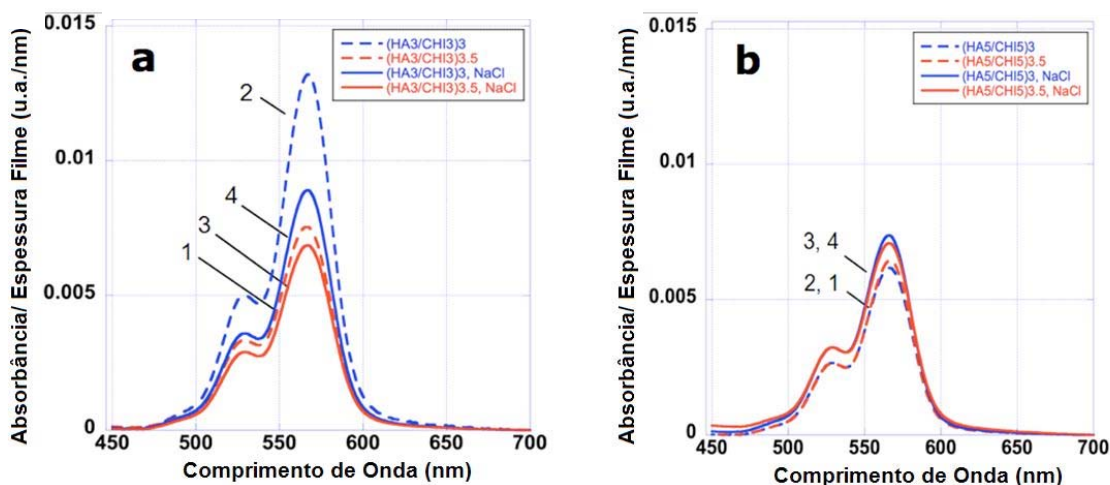 Absorbância/ Espessura Filme (u.a./nm)
0.015
0.01
0.005
0
a
(HA3/CHI3)3
(HA3/CHI3)3.5
(HA3/CHI3)3, NaCl
(HA3/CHI3)3.5, NaCl
2
4
3
1
450 500 550 600 650 700
Comprimento de Onda (nm)
Absorbância/ Espessura Filme (u.a./nm)
0.015
0.01
0.005
0
b
(HA5/CHI5)3
(HA5/CHI5)3.5
(HA5/CHI5)3, NaCl
(HA5/CHI5)3.5, NaCl
3, 4
2, 1
450 500 550 600 650 700
Comprimento de Onda (nm)